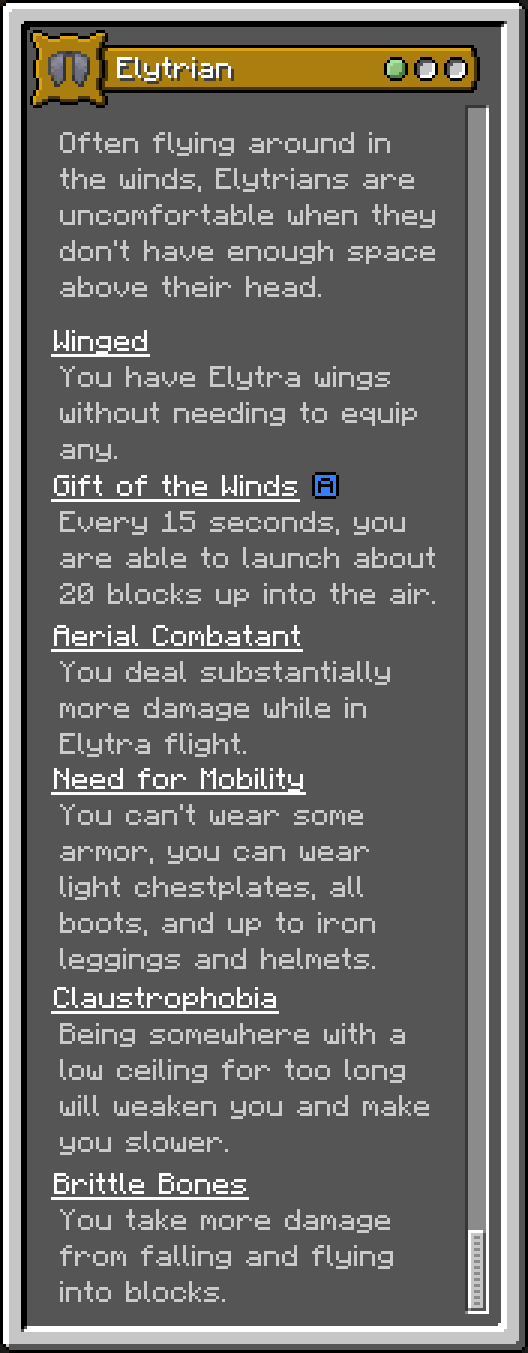 Elytrian
Often flying around in
the winds, Elytrians are
uncomfortable when they
don't have enough space
above their head.
Winged
You have Elytra wings
without needing to equip
any.
Gift of the Winds A
Every 15 seconds, you
are able to launch about
20 blocks up into the air.
Aerial Combatant
You deal substantially
more damage while in
Elytra flight.
Need for Mobility
You can't wear some
armor, you can wear
light chestplates, all
boots, and up to iron
leggings and helmets.
Claustrophobia
Being somewhere with a
low ceiling for too long
will weaken you and make
you slower.
Brittle Bones
You take more damage
from falling and flying
into blocks.